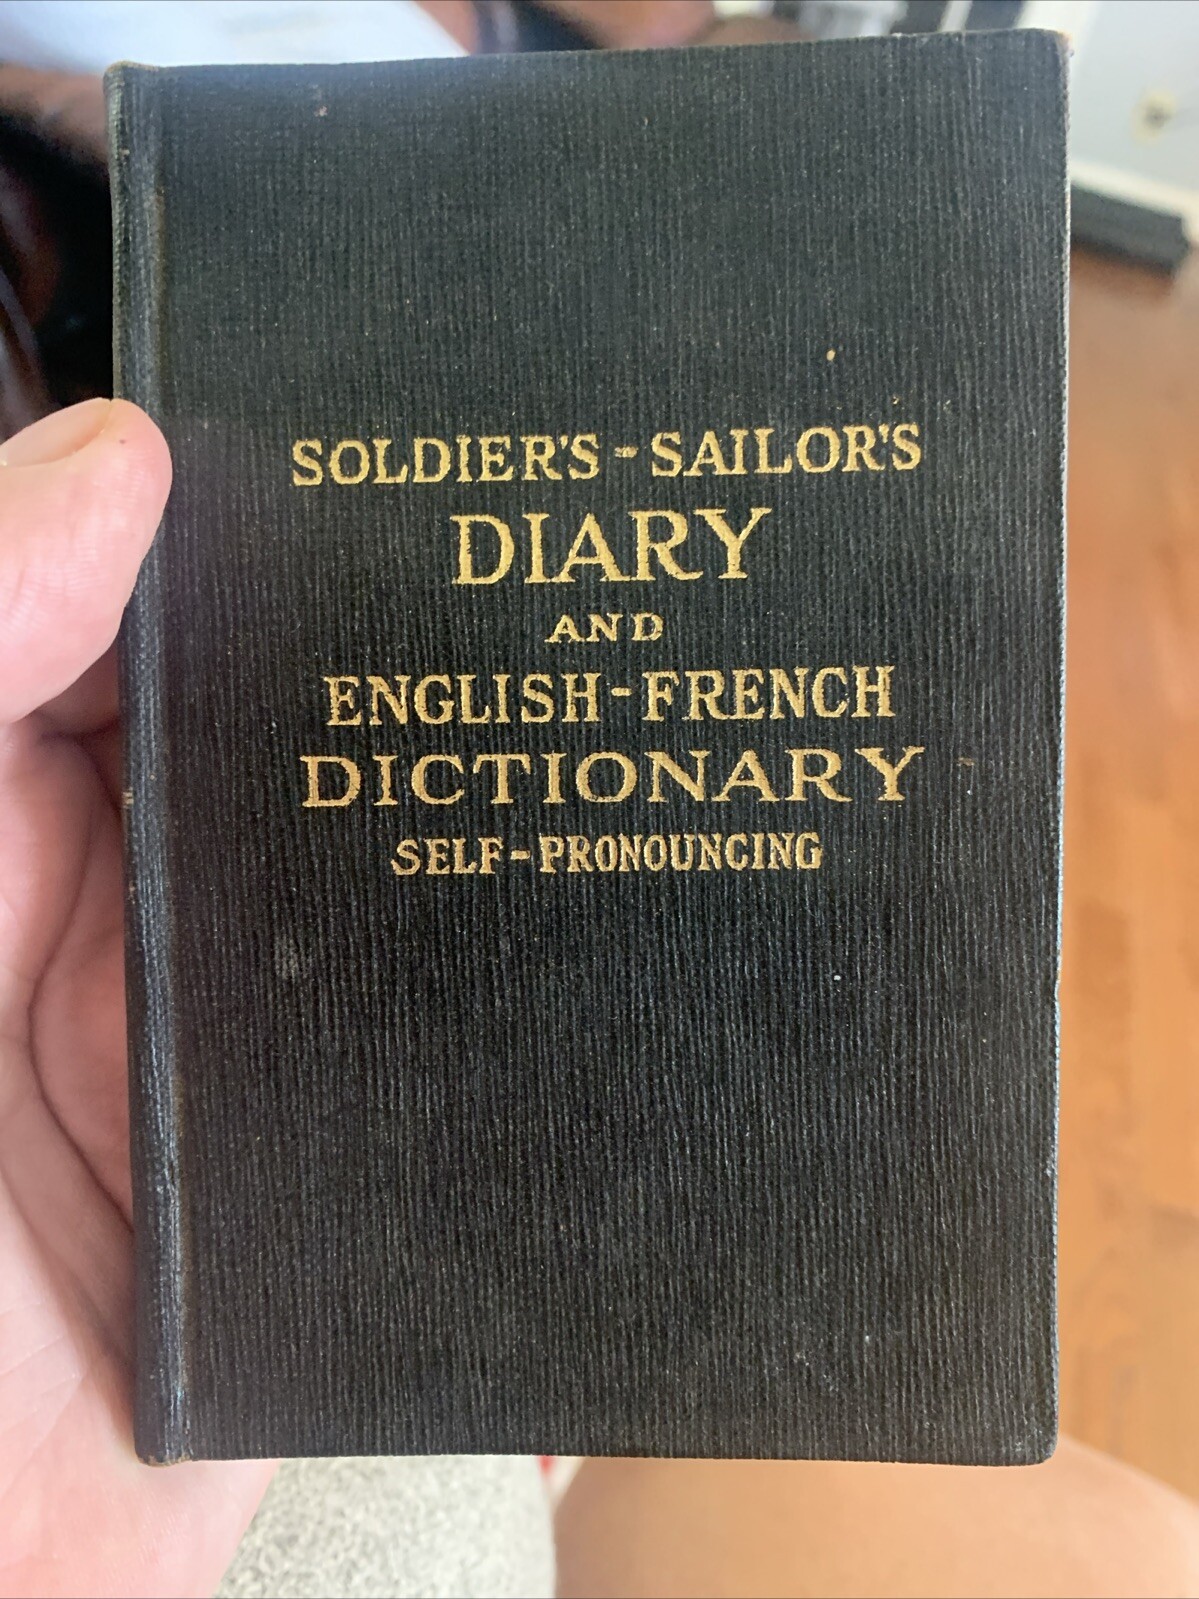 SOLDIER'S-SAILOR'S
DIARY
AND
ENGLISH-FRENCH
DICTIONARY
SELF-PRONOUNCING